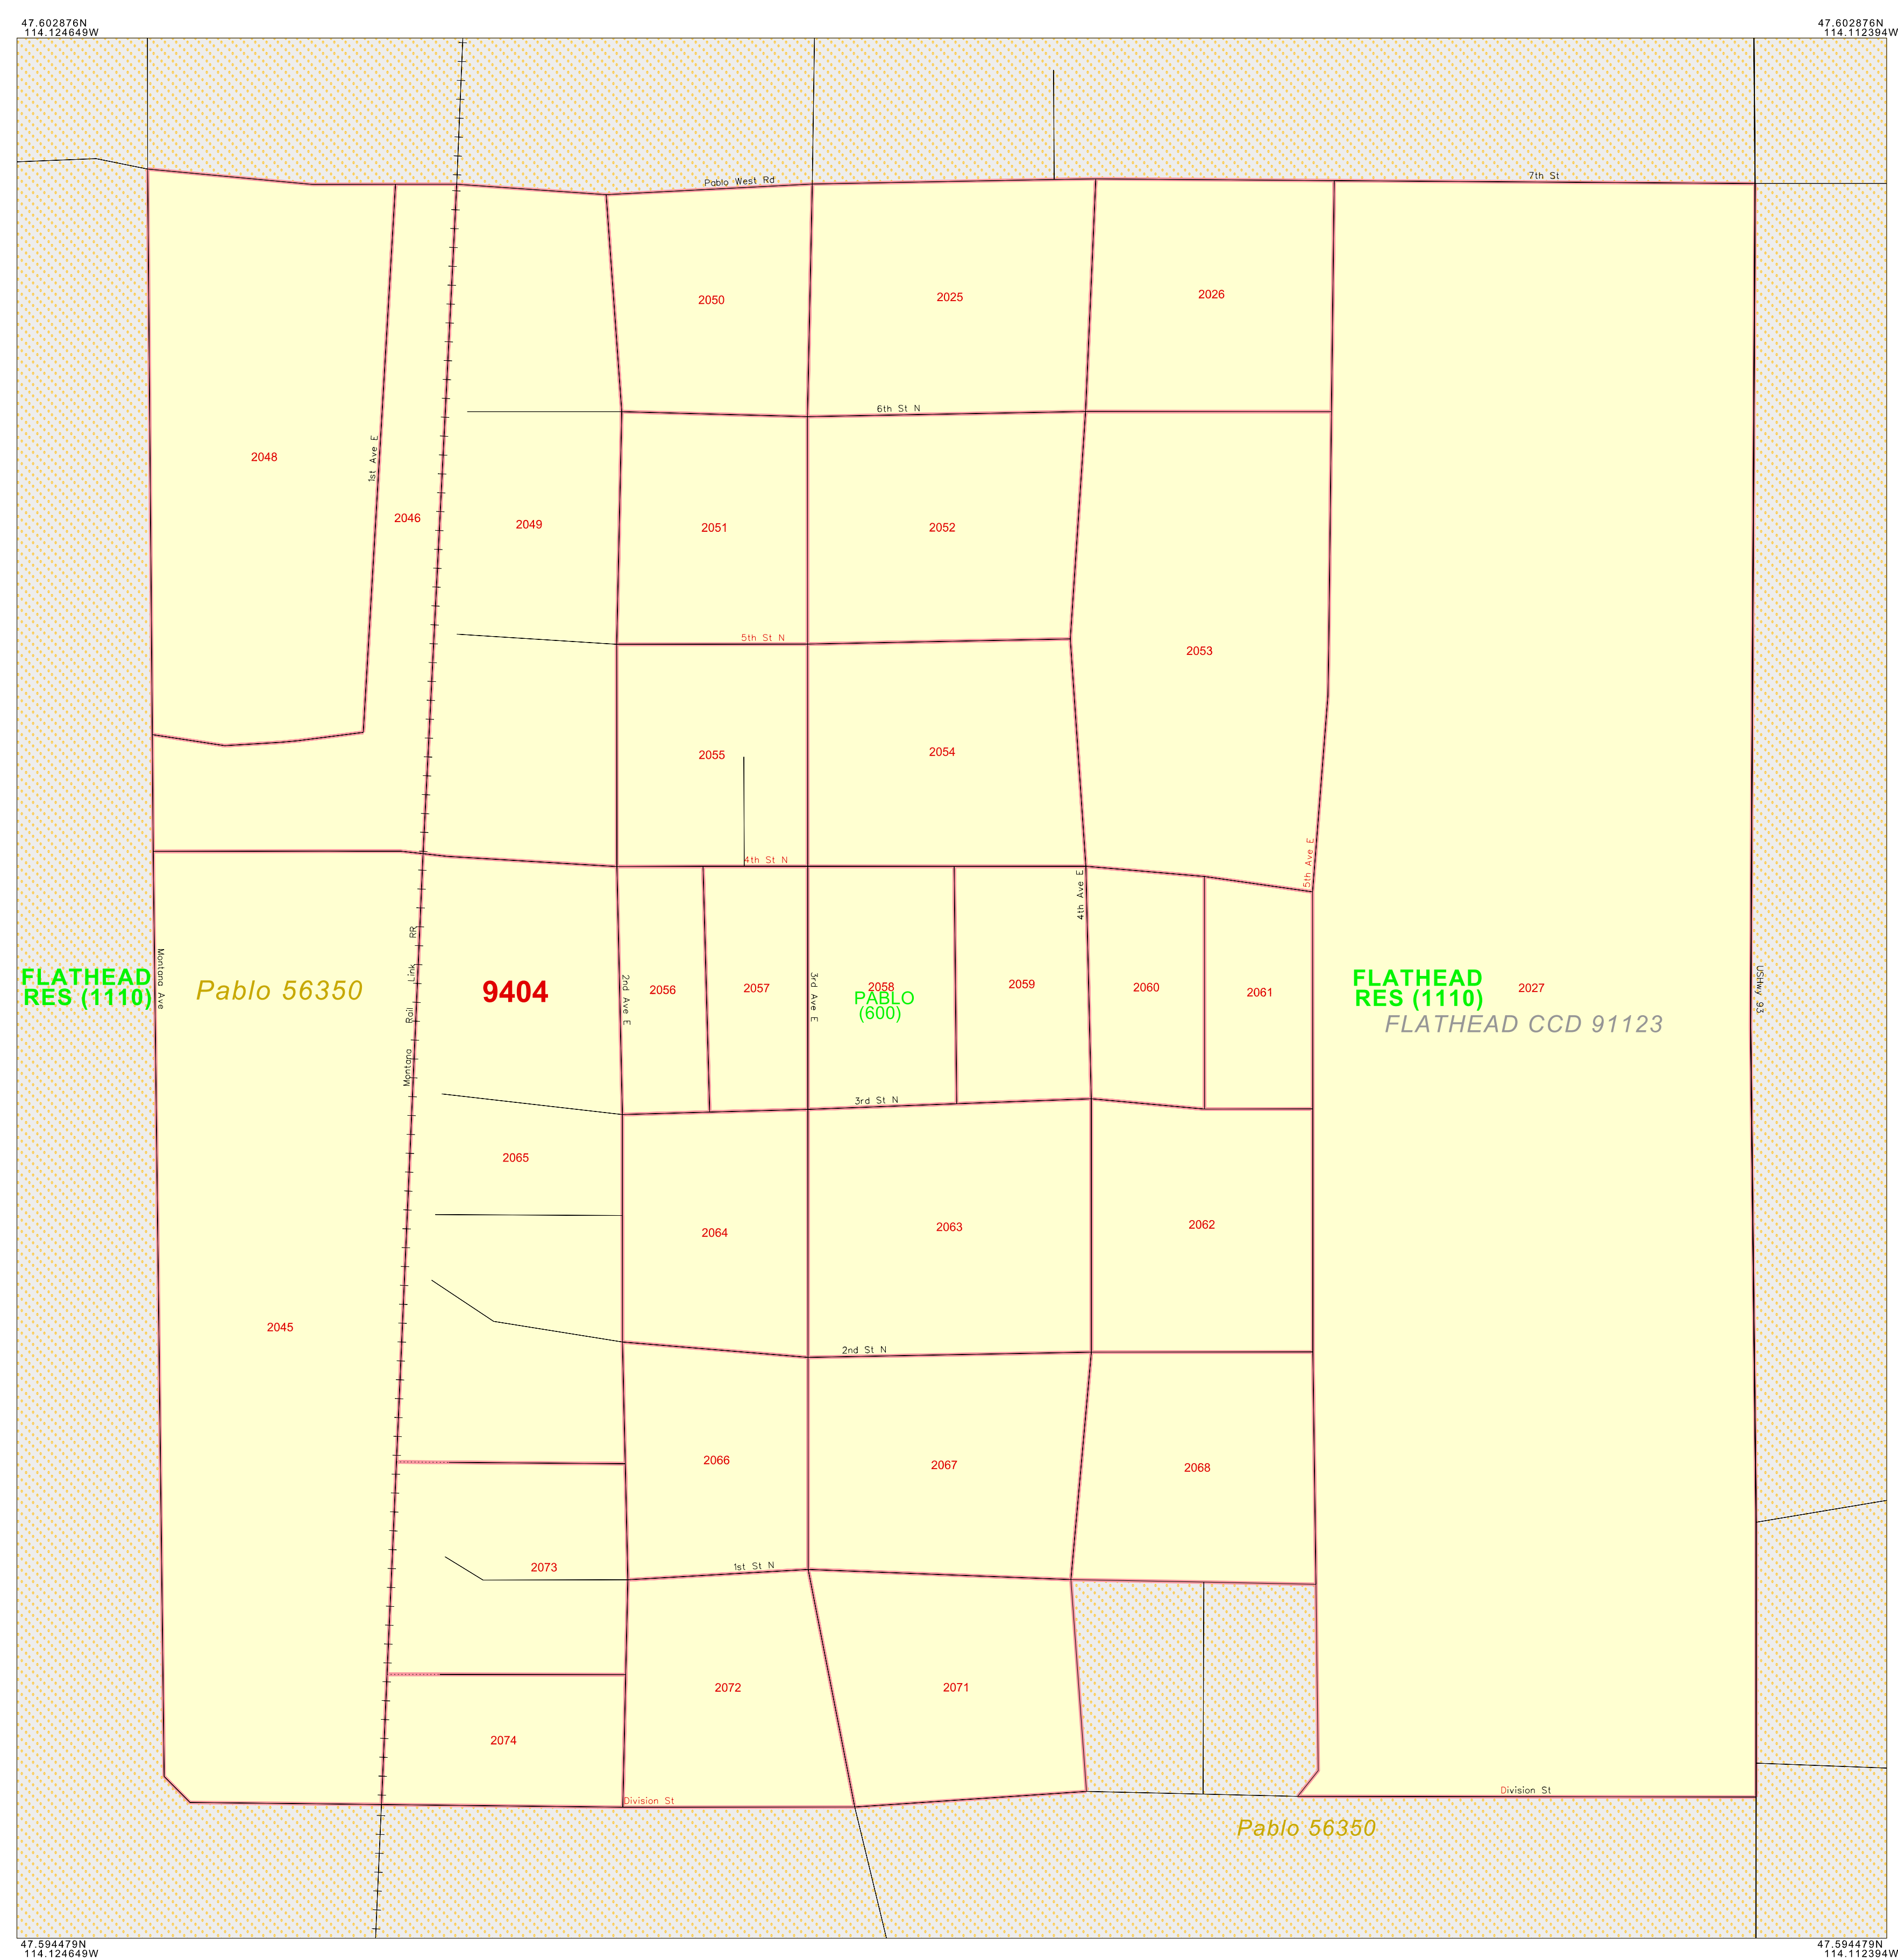 47.602876N
114.124649W
47.602876N
114.112394W
Pablo West Rd
7th St
2050
2025
2026
6th St N
2048
1st Ave E
2046
2049
2051
2052
5th St N
2053
2055
2054
4th St N
5th Ave E
4th Ave E
Montana Ave
Montana Rail Link RR
2nd Ave E
3rd Ave E
USHwy 93
FLATHEAD
RES (1110)
Pablo 56350
9404
2056
2057
2058
PABLO
(600)
2059
2060
2061
FLATHEAD
RES (1110)
2027
FLATHEAD CCD 91123
3rd St N
2065
2064
2063
2062
2045
2nd St N
2066
2067
2068
2073
1st St N
2072
2071
2074
Division St
Division St
Pablo 56350
47.594479N
114.124649W
47.594479N
114.112394W